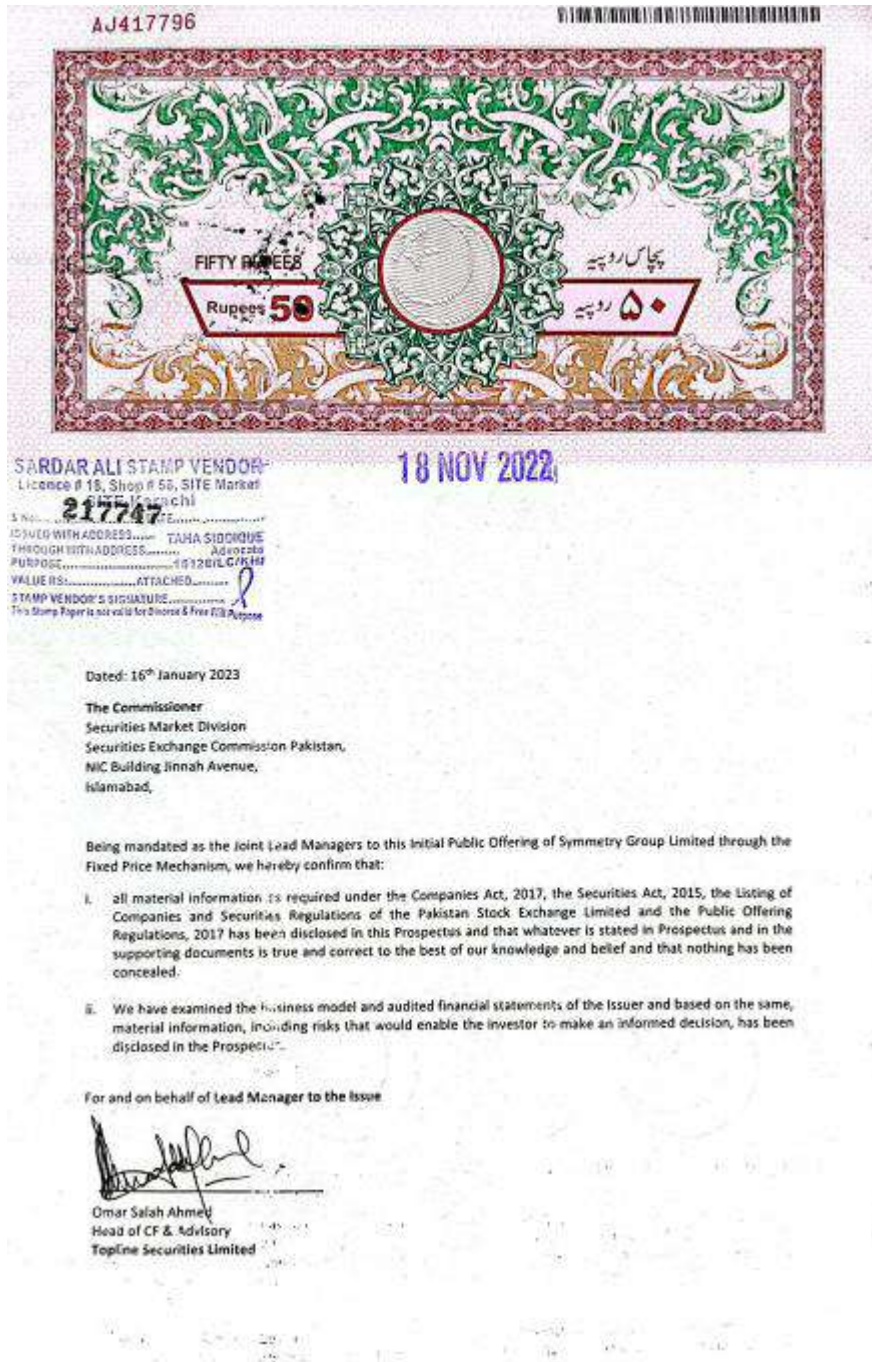 AJ417796
FIFTY RUPEES
پچاس روپیہ
Rupees 50
۵۰ روپیہ
18 NOV 2022
SARDAR ALI STAMP VENDOR
Licence # 18, Shop # 56, SITE Market
SITE Karachi
217747
ISSUED WITH ADDRESS TAHA SIDDIQUE
THROUGH WITH ADDRESS Advocate
PURPOSE
VALUE RS. ATTACHED
STAMP VENDOR'S SIGNATURE
This Stamp Paper is not valid for Divorce & Free Will Purpose
Dated: 16th January 2023
The Commissioner
Securities Market Division
Securities Exchange Commission Pakistan,
NIC Building Jinnah Avenue,
Islamabad,
Being mandated as the Joint Lead Managers to this Initial Public Offering of Symmetry Group Limited through the
Fixed Price Mechanism, we hereby confirm that:
i. all material information as required under the Companies Act, 2017, the Securities Act, 2015, the Listing of
Companies and Securities Regulations of the Pakistan Stock Exchange Limited and the Public Offering
Regulations, 2017 has been disclosed in this Prospectus and that whatever is stated in Prospectus and in the
supporting documents is true and correct to the best of our knowledge and belief and that nothing has been
concealed.
ii. We have examined the business model and audited financial statements of the Issuer and based on the same,
material information, including risks that would enable the investor to make an informed decision, has been
disclosed in the Prospectus.
For and on behalf of Lead Manager to the Issue
Omar Salah Ahmed
Head of CF & Advisory
Topline Securities Limited